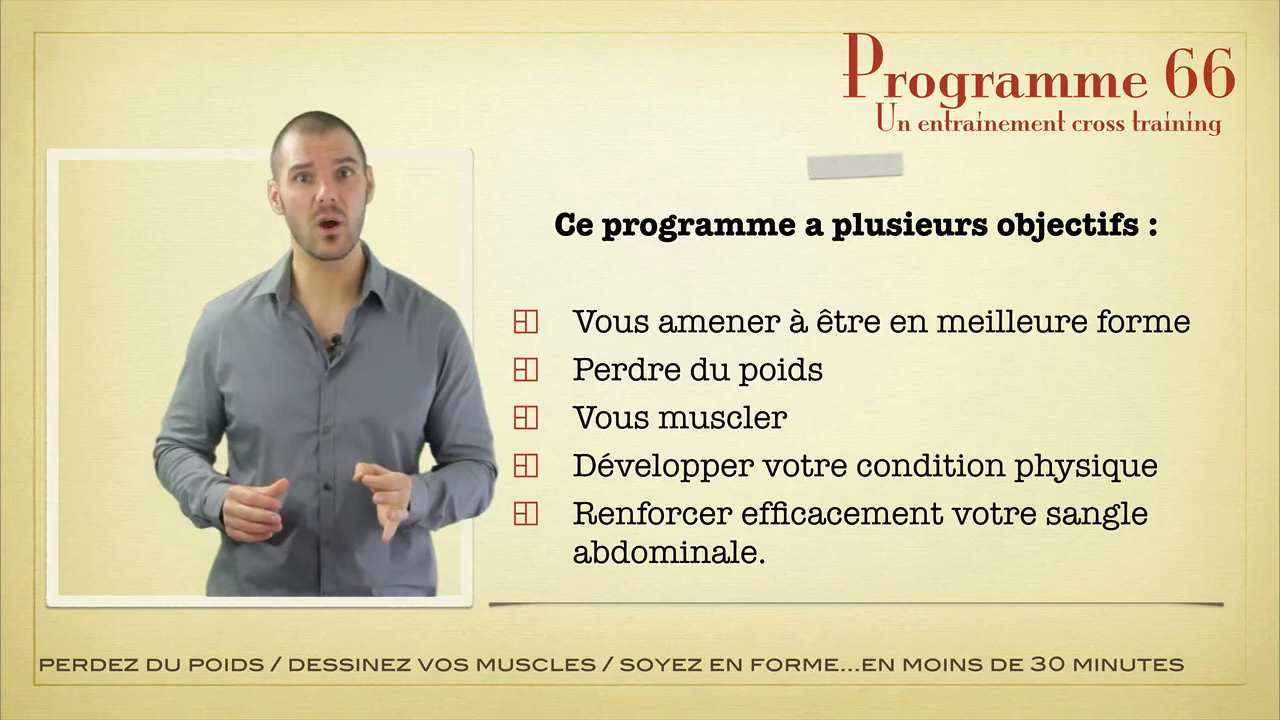 Programme 66
Un entrainement cross training
Ce programme a plusieurs objectifs :
Vous amener à être en meilleure forme
Perdre du poids
Vous muscler
Développer votre condition physique
Renforcer efficacement votre sangle
abdominale.
PERDEZ DU POIDS / DESSINEZ VOS MUSCLES / SOYEZ EN FORME...EN MOINS DE 30 MINUTES